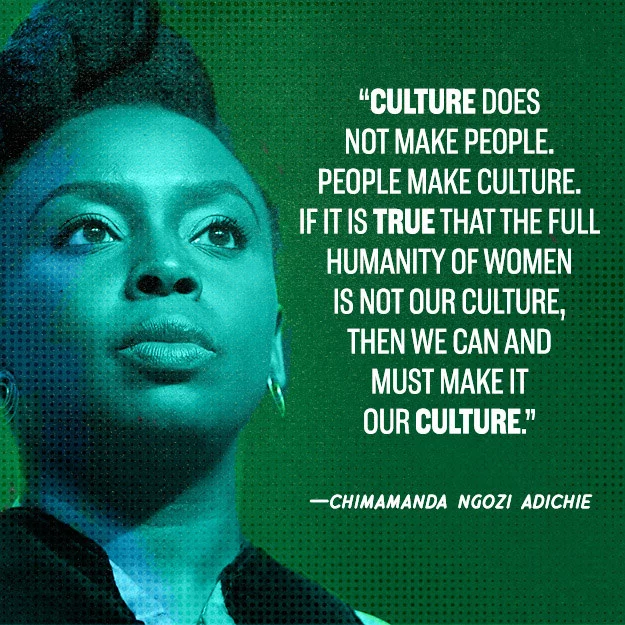 “CULTURE DOES
NOT MAKE PEOPLE.
PEOPLE MAKE CULTURE.
IF IT IS TRUE THAT THE FULL
HUMANITY OF WOMEN
IS NOT OUR CULTURE,
THEN WE CAN AND
MUST MAKE IT
OUR CULTURE.”
—CHIMAMANDA NGOZI ADICHIE